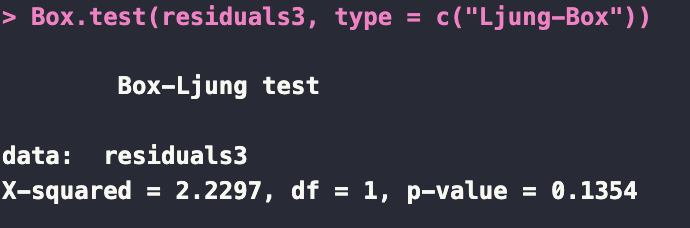 > Box.test(residuals3, type = c("Ljung-Box"))
Box-Ljung test
data:  residuals3
X-squared = 2.2297, df = 1, p-value = 0.1354